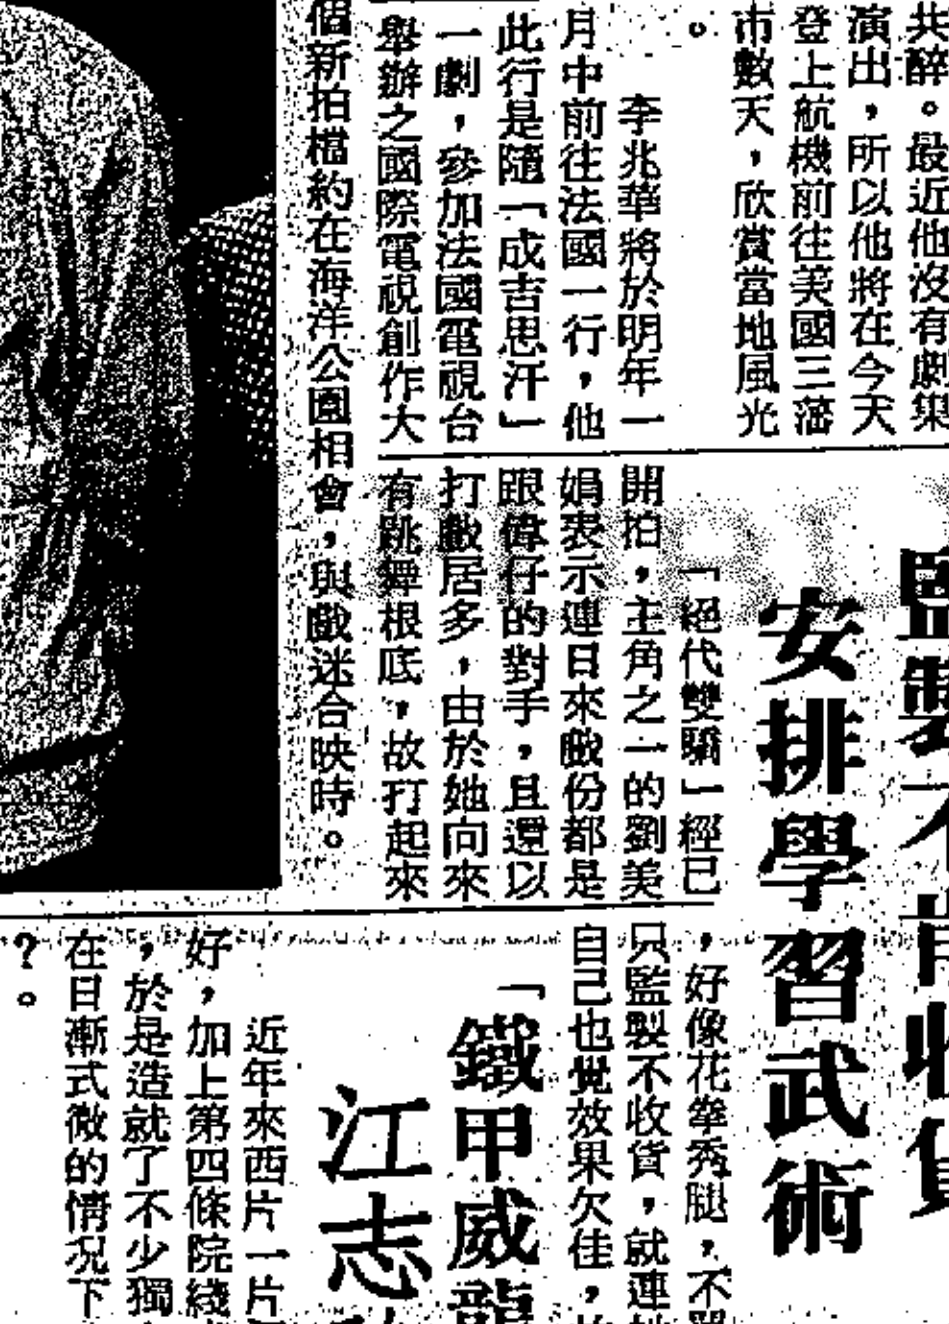 共醉。最近他沒有劇集
演出，所以他將在今天
登上航機前往美國三藩
市數天，欣賞當地風光
。
李兆華將於明年一
月中前往法國一行，他
此行是隨「成吉思汗」
一劇，參加法國電視台
舉辦之國際電視創作大
個新拍檔約在海洋公園相會，與戲迷合映時。
安排學習武術
「絕代雙驕」經已
開拍，主角之一的劉美
娟表示連日來戲份都是
跟偉仔的對手，且還以
打戲居多，由於她向來
有跳舞根底，故打起來
，好像花拳秀腿，不單
只監製不收貨，就連她
自己也覺效果欠佳，
「鐵甲威龍
江志
近年來西片一片
好，加上第四條院綫
，於是造就了不少獨
在日漸式微的情况下
？。